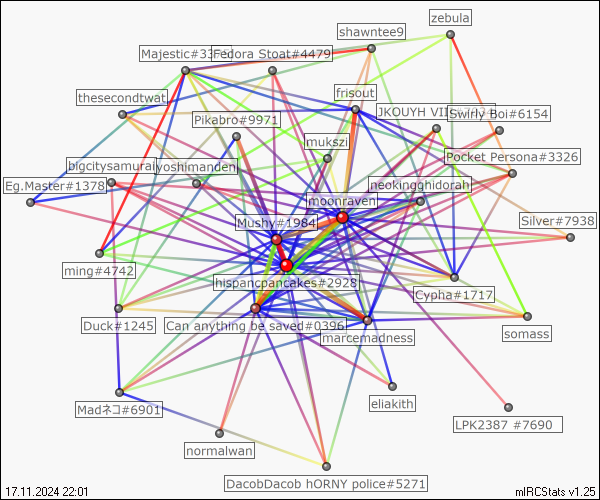 zebula
shawntee9
Majestic#33
Fedora Stoat#4479
thesecondtwat
frisout
Pikabro#9971
JKOUYH VII
Swirly Boi#6154
mukszi
Pocket Persona#3326
bigcitysamurai
yoshimandeni
Eg.Master#1378
neokingghidorah
moonraven
Mushy#1984
Silver#7938
ming#4742
hispancpancakes#2928
Cypha#1717
Duck#1245
Can anything be saved#0396
marcemadness
somass
Madネコ#6901
eliakith
LPK2387 #7690
normalwan
DacobDacob hORNY police#5271
17.11.2024 22:01
mIRCStats v1.25